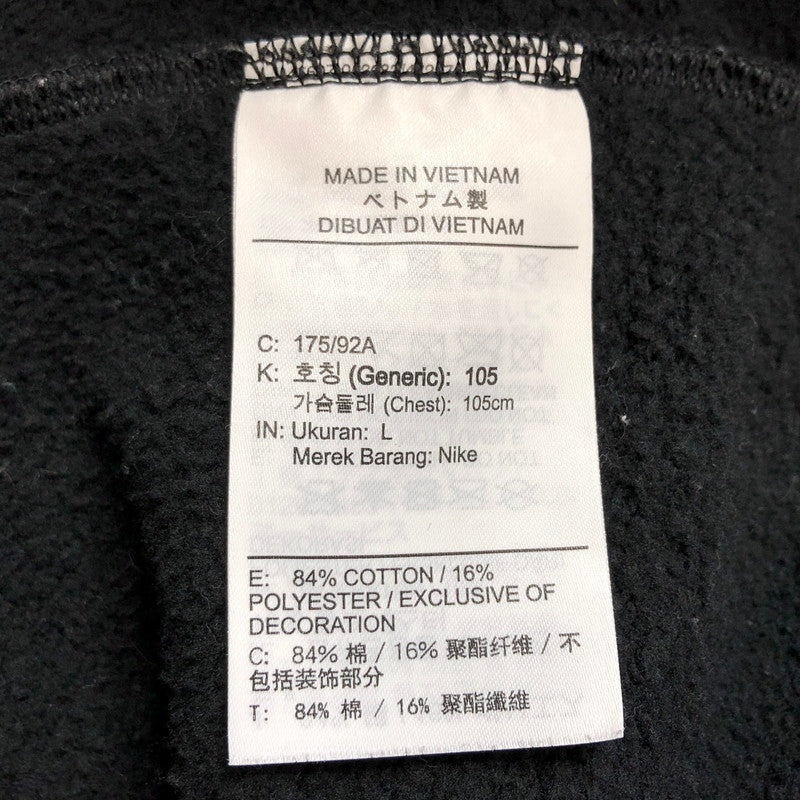 MADE IN VIETNAM
ベトナム製
DIBUAT DI VIETNAM
C: 175/92A
K: 호칭 (Generic): 105
가슴둘레 (Chest): 105cm
IN: Ukuran: L
Merek Barang: Nike
E: 84% COTTON / 16%
POLYESTER / EXCLUSIVE OF
DECORATION
C: 84% 棉 / 16% 聚酯纤维 / 不
包括装饰部分
T: 84% 棉 / 16% 聚酯纖維